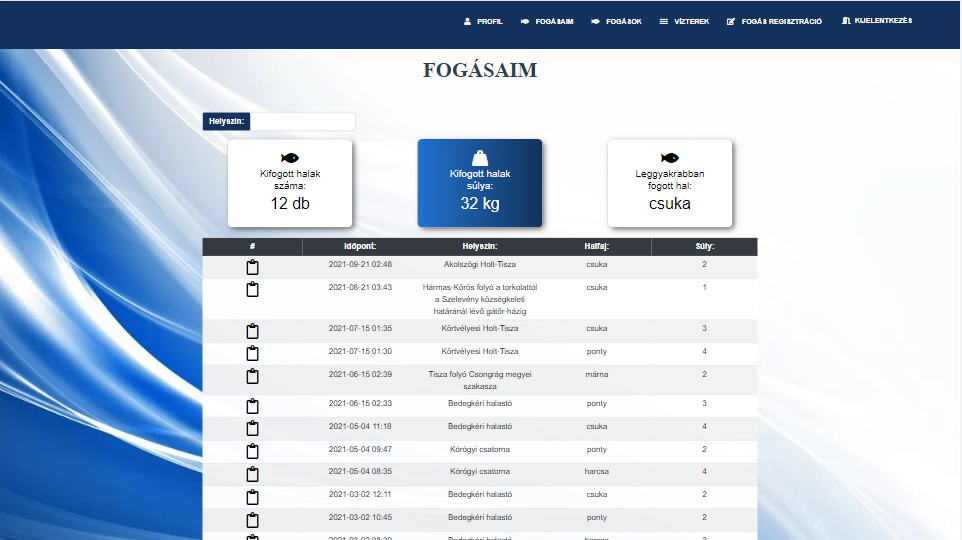 PROFIL FOGÁSAIM FOGÁSOK VÍZTEREK FOGÁS REGISZTRÁCIÓ KIJELENTKEZÉS
FOGÁSAIM
Helyszín:
Kifogott halak
száma:
12 db
Kifogott halak
súlya:
32 kg
Leggyakrabban
fogott hal:
csuka
# Időpont: Helyszín: Halfaj: Súly:
2021-09-21 02:48 Akolszögi Holt-Tisza csuka 2
2021-08-21 03:43 Hármas-Körös folyó a torkolattól csuka 1
a Szelevény községkeleti
határánál lévő gátőr-házig
2021-07-15 01:35 Körtvélyesi Holt-Tisza csuka 3
2021-07-15 01:30 Körtvélyesi Holt-Tisza ponty 4
2021-06-15 02:39 Tisza folyó Csongrág megyei márna 2
szakasza
2021-06-15 02:33 Bedegkéri halastó ponty 3
2021-05-04 11:18 Bedegkéri halastó csuka 4
2021-05-04 09:47 Kórógyi csatorna ponty 2
2021-05-04 08:35 Kórógyi csatorna harcsa 4
2021-03-02 12:11 Bedegkéri halastó csuka 2
2021-03-02 10:45 Bedegkéri halastó ponty 2